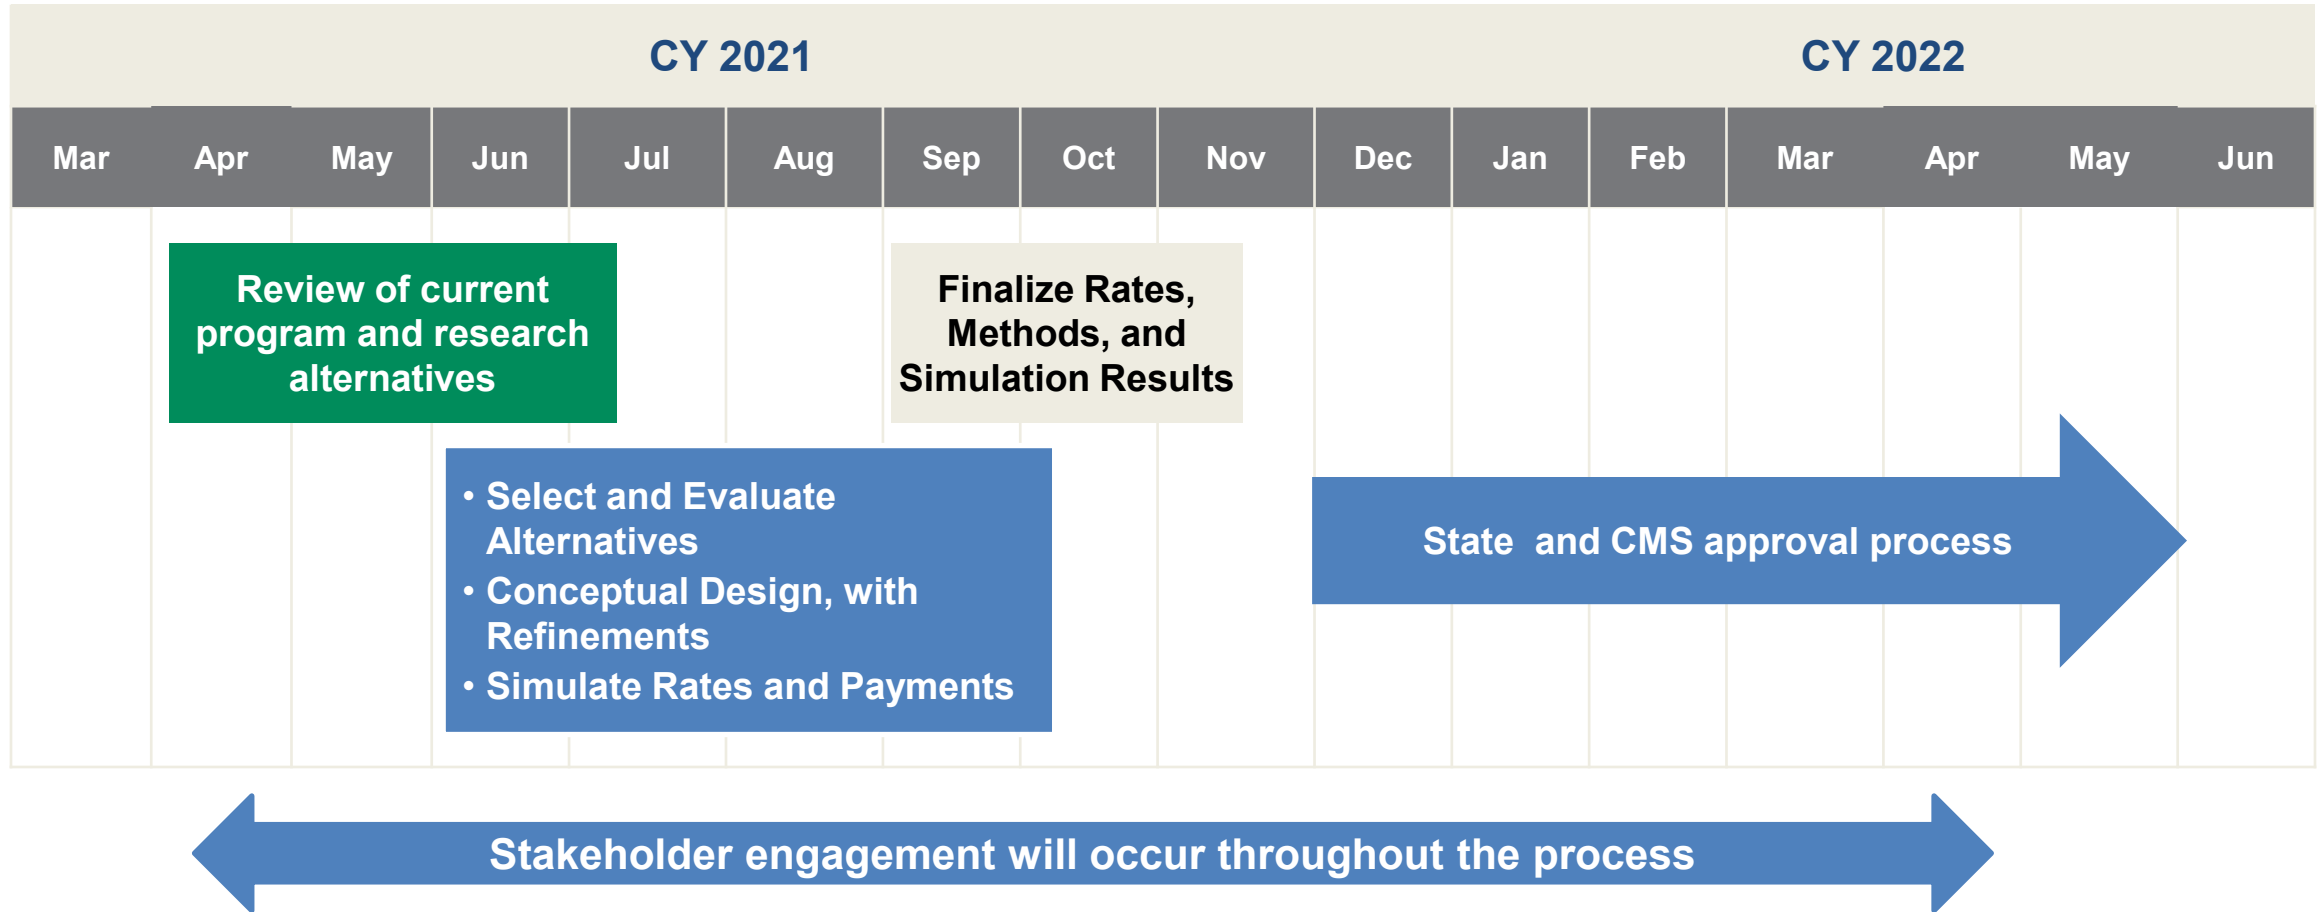 CY 2021 CY 2022
Mar Apr May Jun Jul Aug Sep Oct Nov Dec Jan Feb Mar Apr May Jun
Review of current
program and research
alternatives
Finalize Rates,
Methods, and
Simulation Results
• Select and Evaluate
Alternatives
• Conceptual Design, with
Refinements
• Simulate Rates and Payments
State  and CMS approval process
Stakeholder engagement will occur throughout the process